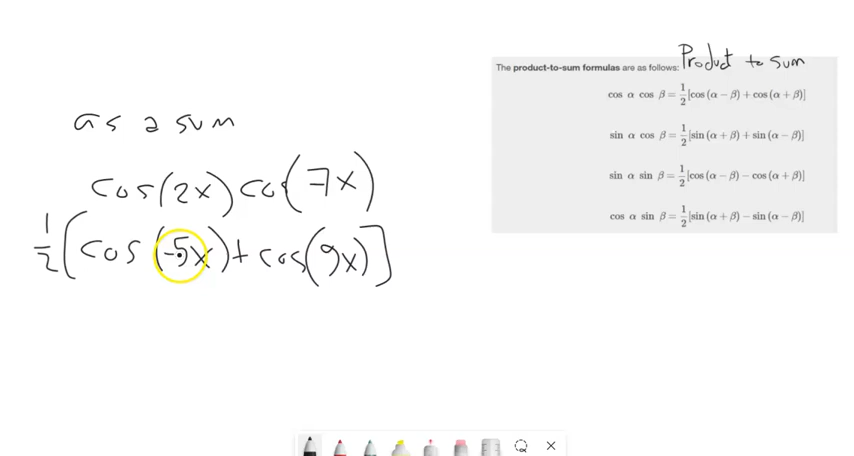 The product-to-sum formulas are as follows: Product to sum
cos α cos β = 1/2[cos (α − β) + cos (α + β)]
sin α cos β = 1/2[sin (α + β) + sin (α − β)]
sin α sin β = 1/2[cos (α − β) − cos (α + β)]
cos α sin β = 1/2[sin (α + β) − sin (α − β)]
as a sum
cos(2x) cos(7x)
1/2[cos(-5x) + cos(9x)]